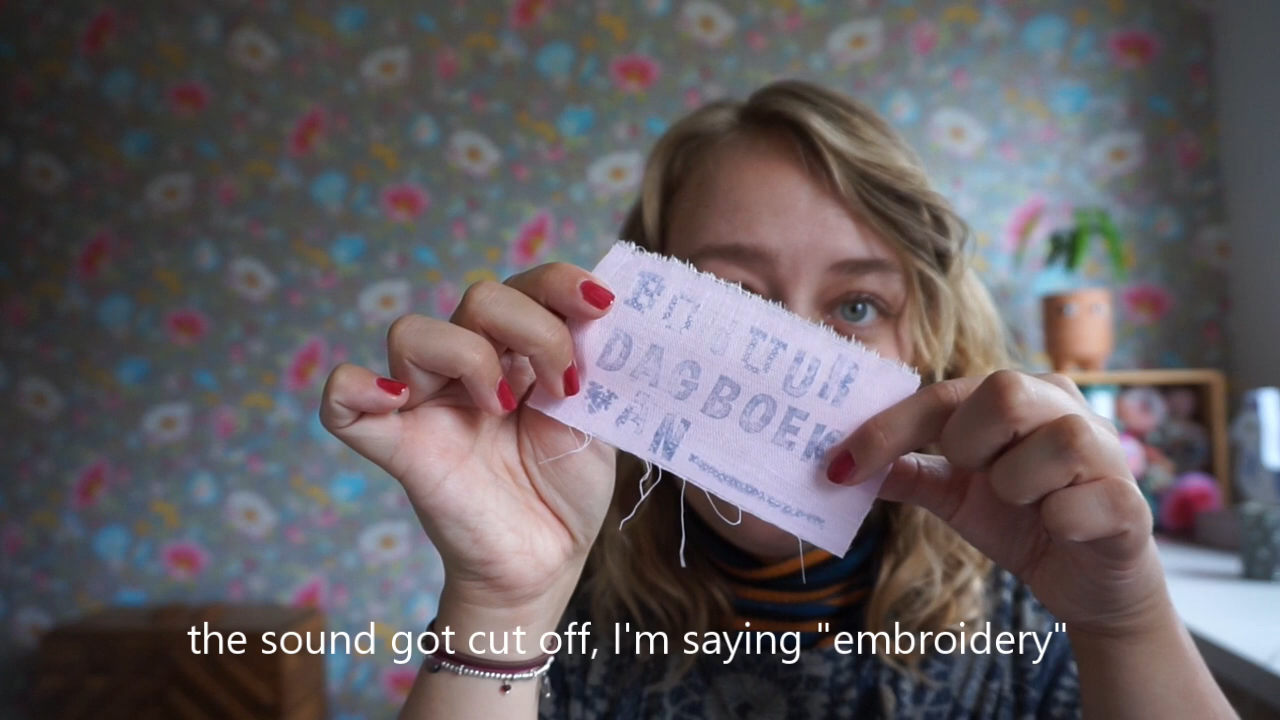 DAGBOEK
VAN
the sound got cut off, I'm saying "embroidery"